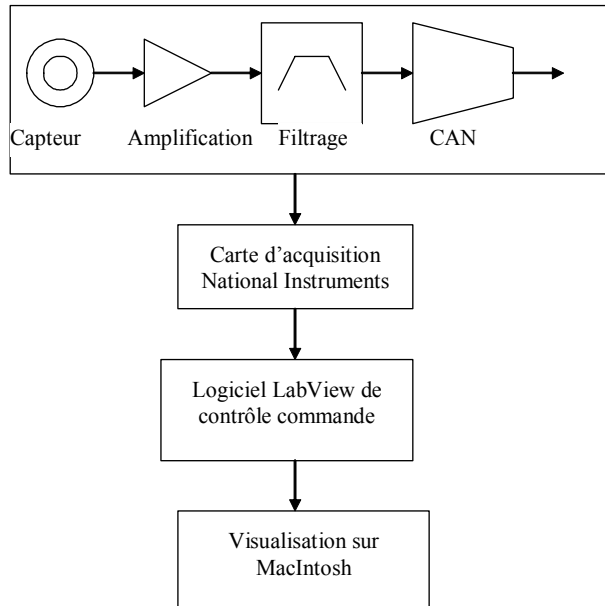 Capteur Amplification Filtrage CAN
Carte d'acquisition
National Instruments
Logiciel LabView de
contrôle commande
Visualisation sur
MacIntosh